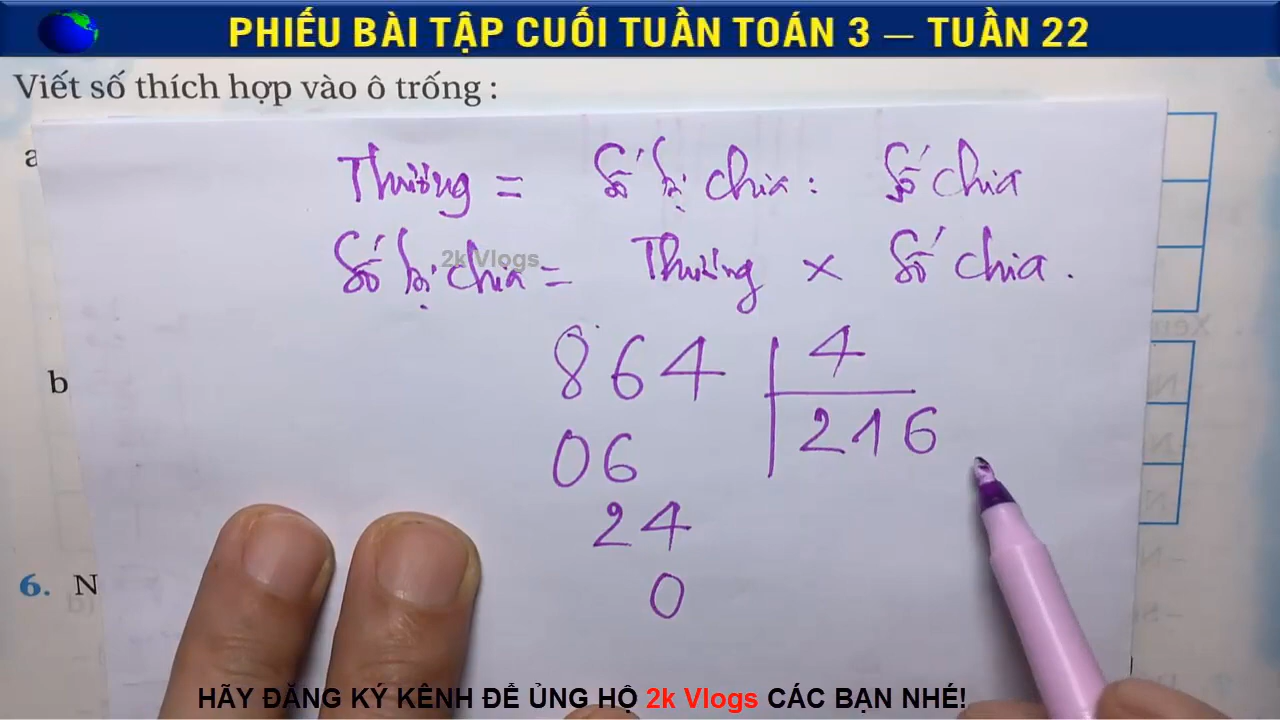 PHIẾU BÀI TẬP CUỐI TUẦN TOÁN 3 — TUẦN 22
Viết số thích hợp vào ô trống :
a
Thương = Số bị chia : Số chia
2k Vlogs
Số bị chia = Thương × Số chia .
864 4
b
06 216
24
6. N
0
HÃY ĐĂNG KÝ KÊNH ĐỂ ỦNG HỘ 2k Vlogs CÁC BẠN NHÉ!